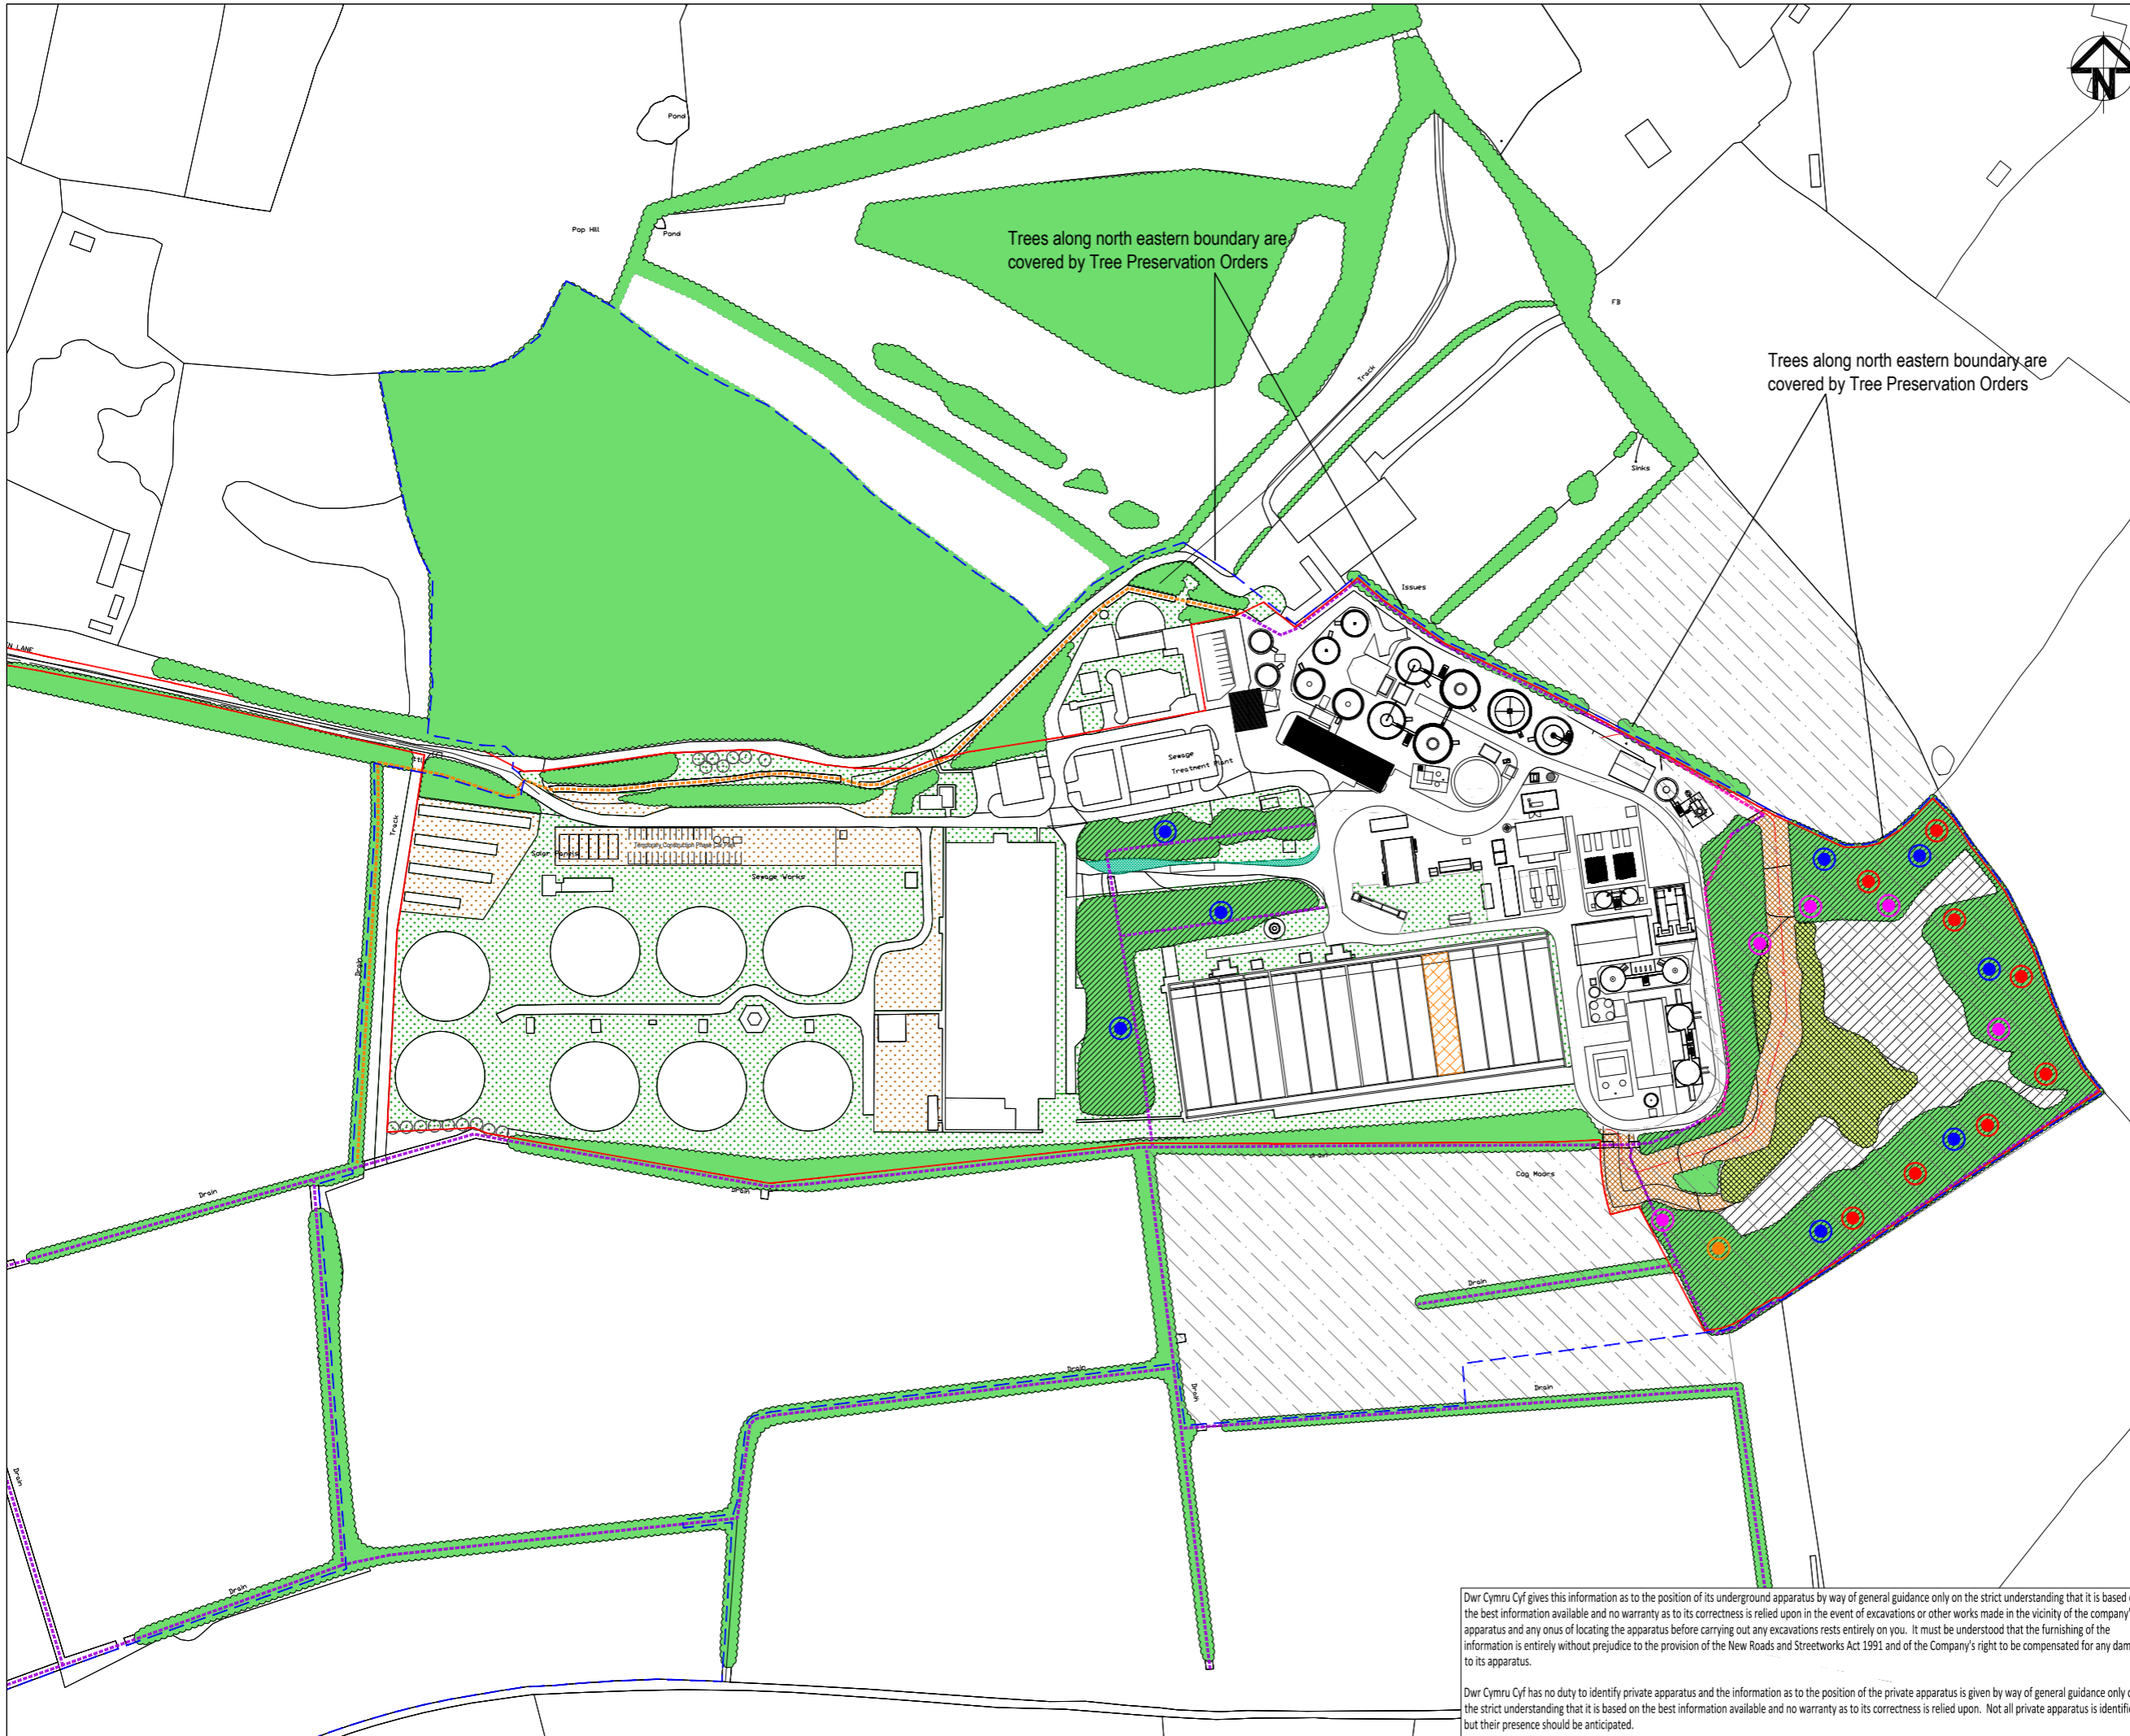 N
Pond
Pop Hill
Pond
Trees along north eastern boundary are
covered by Tree Preservation Orders
FB
Trees along north eastern boundary are
covered by Tree Preservation Orders
Track
Sinks
Issues
N LANE
Sewage
Treatment Plant
Track
Solar Panels
Temporary Construction Phase Car Park
Sewage Works
Drain
Drain
Drain
Drain
Cog Moors
Drain
Drain
Drain
Drain
Drain
Drain
Dwr Cymru Cyf gives this information as to the position of its underground apparatus by way of general guidance only on the strict understanding that it is based
the best information available and no warranty as to its correctness is relied upon in the event of excavations or other works made in the vicinity of the company'
apparatus and any onus of locating the apparatus before carrying out any excavations rests entirely on you. It must be understood that the furnishing of the
information is entirely without prejudice to the provision of the New Roads and Streetworks Act 1991 and of the Company's right to be compensated for any dam
to its apparatus.
Dwr Cymru Cyf has no duty to identify private apparatus and the information as to the position of the private apparatus is given by way of general guidance only
the strict understanding that it is based on the best information available and no warranty as to its correctness is relied upon. Not all private apparatus is identifi
but their presence should be anticipated.